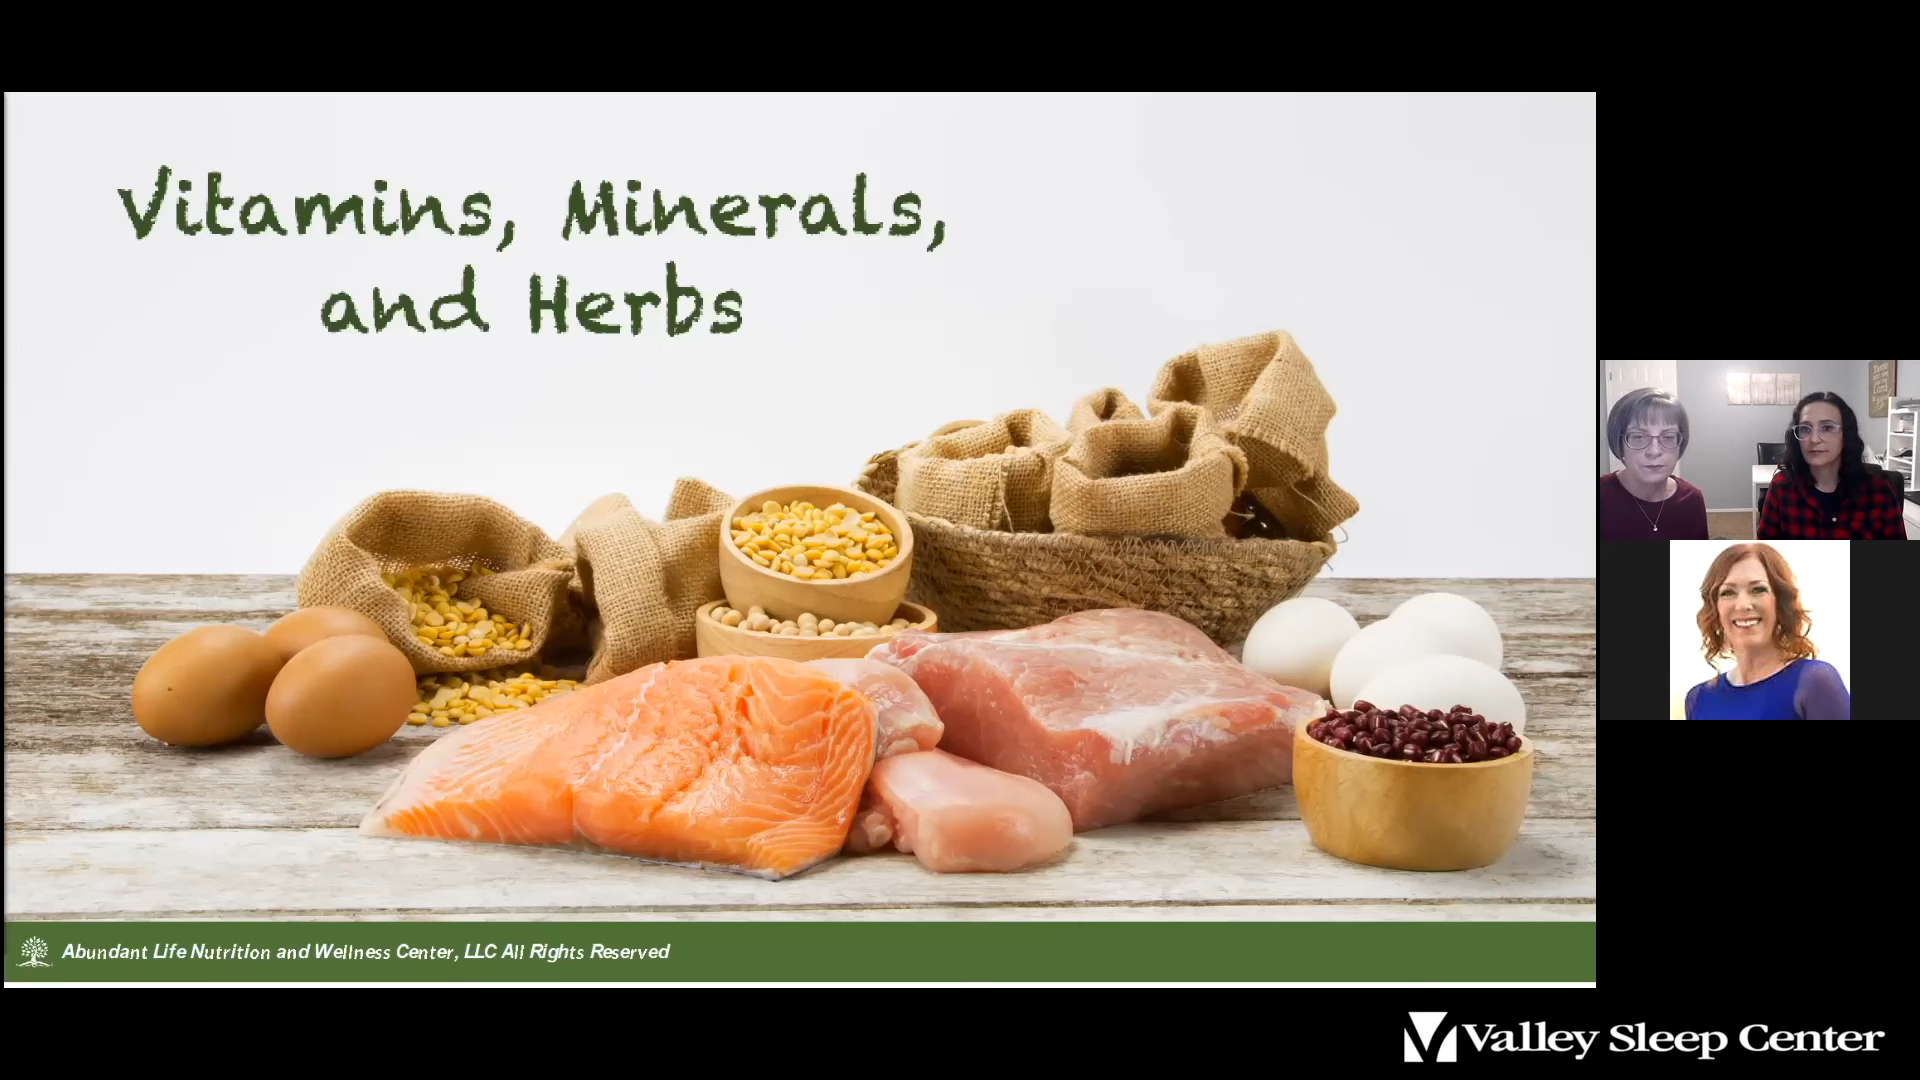 Vitamins, Minerals,
and Herbs
Abundant Life Nutrition and Wellness Center, LLC All Rights Reserved
Valley Sleep Center